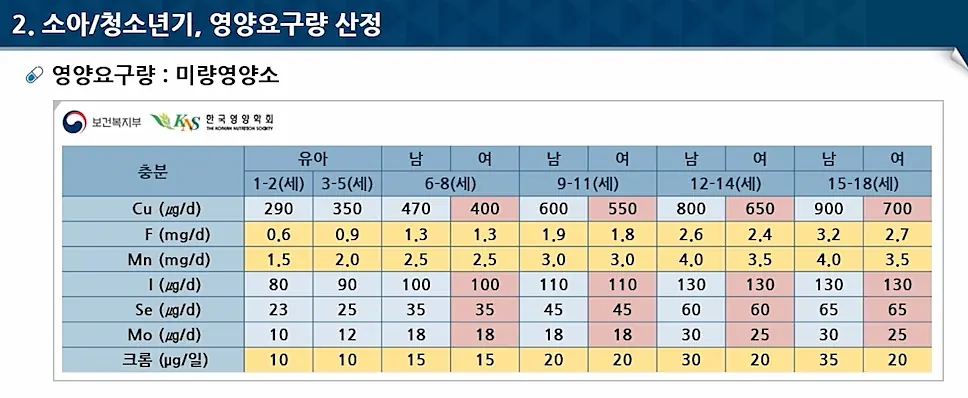 2. 소아/청소년기, 영양요구량 산정
영양요구량 : 미량영양소
보건복지부 KNS 한국영양학회
THE KOREAN NUTRITION SOCIETY
충분 유아 남 여 남 여 남 여 남 여
1-2(세) 3-5(세) 6-8(세) 9-11(세) 12-14(세) 15-18(세)
Cu (㎍/d) 290 350 470 400 600 550 800 650 900 700
F (mg/d) 0.6 0.9 1.3 1.3 1.9 1.8 2.6 2.4 3.2 2.7
Mn (mg/d) 1.5 2.0 2.5 2.5 3.0 3.0 4.0 3.5 4.0 3.5
I (㎍/d) 80 90 100 100 110 110 130 130 130 130
Se (㎍/d) 23 25 35 35 45 45 60 60 65 65
Mo (㎍/d) 10 12 18 18 18 18 30 25 30 25
크롬 (μg/일) 10 10 15 15 20 20 30 20 35 20